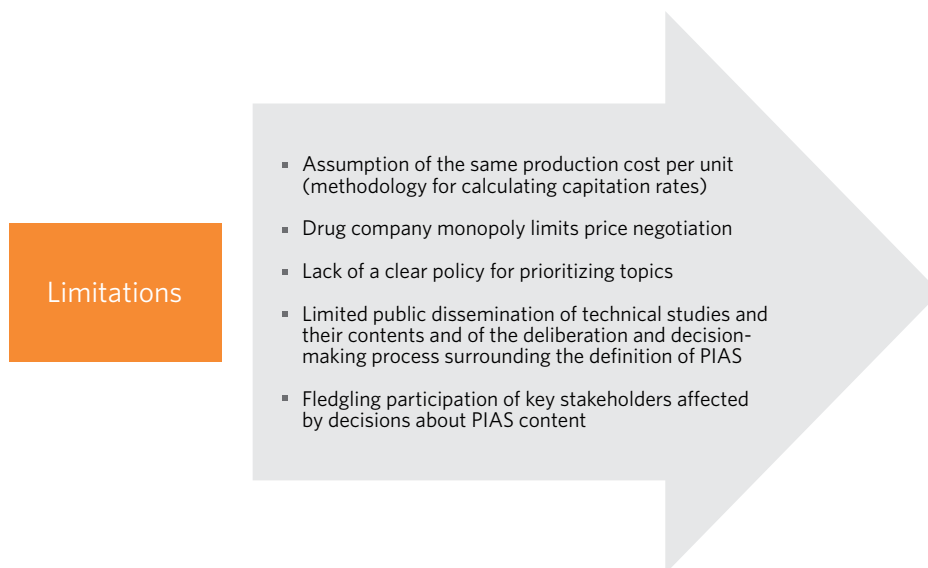 Limitations
▪ Assumption of the same production cost per unit
(methodology for calculating capitation rates)
▪ Drug company monopoly limits price negotiation
▪ Lack of a clear policy for prioritizing topics
▪ Limited public dissemination of technical studies and
their contents and of the deliberation and decision-
making process surrounding the definition of PIAS
▪ Fledgling participation of key stakeholders affected
by decisions about PIAS content